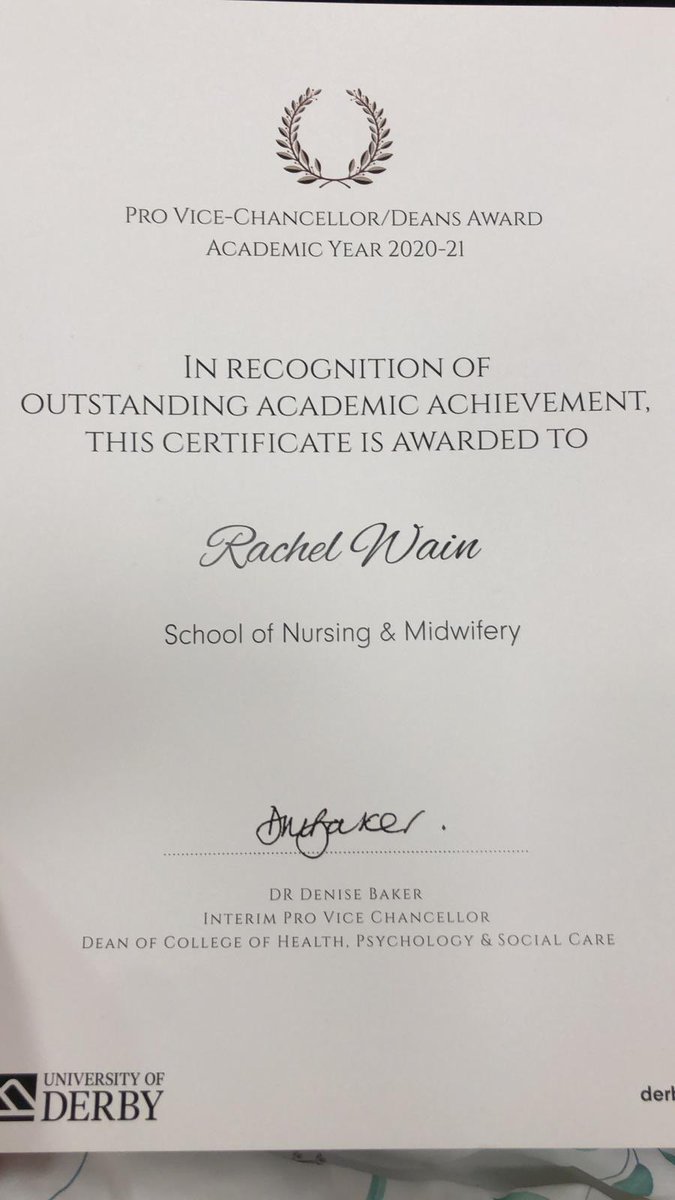 Pro Vice-Chancellor/Deans Award
Academic Year 2020-21
In recognition of
outstanding academic achievement,
this certificate is awarded to
Rachel Wain
School of Nursing & Midwifery
DMBaker.
Dr Denise Baker
Interim Pro Vice Chancellor
Dean of College of Health, Psychology & Social Care
UNIVERSITY OF
DERBY
derb